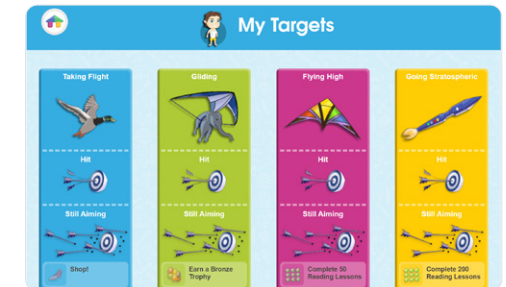 My Targets
Taking Flight
Hit
Still Aiming
Shop!
Gliding
Hit
Still Aiming
Earn a Bronze
Trophy
Flying High
Hit
Still Aiming
Complete 50
Reading Lessons
Going Stratospheric
Hit
Still Aiming
Complete 200
Reading Lessons